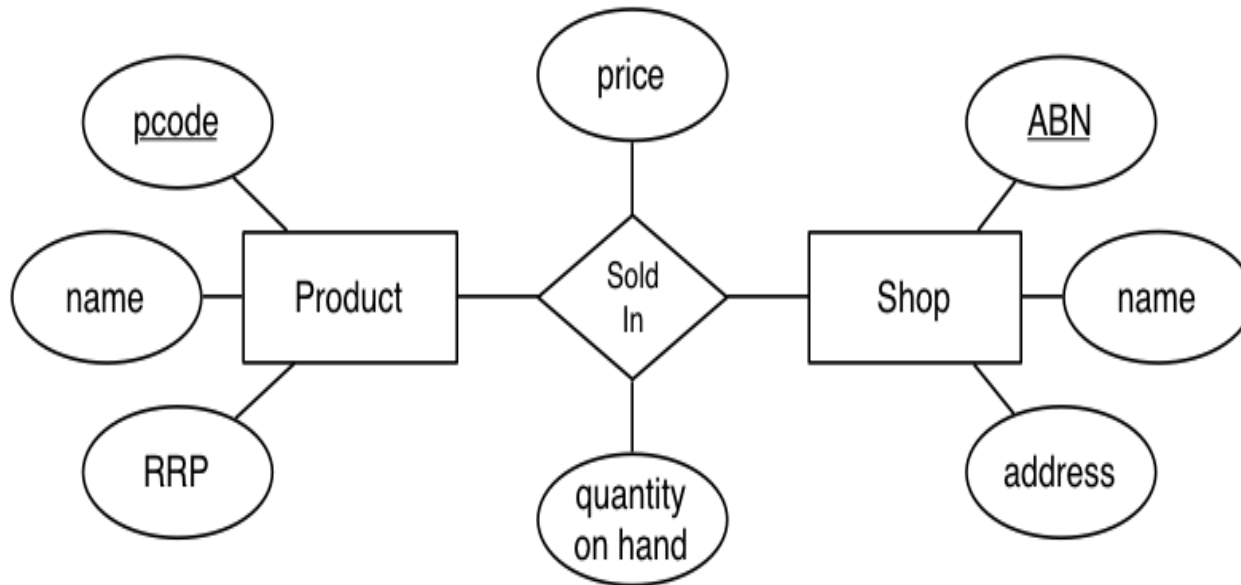 price
pcode
ABN
name
Product
Sold
In
Shop
name
RRP
quantity
on hand
address